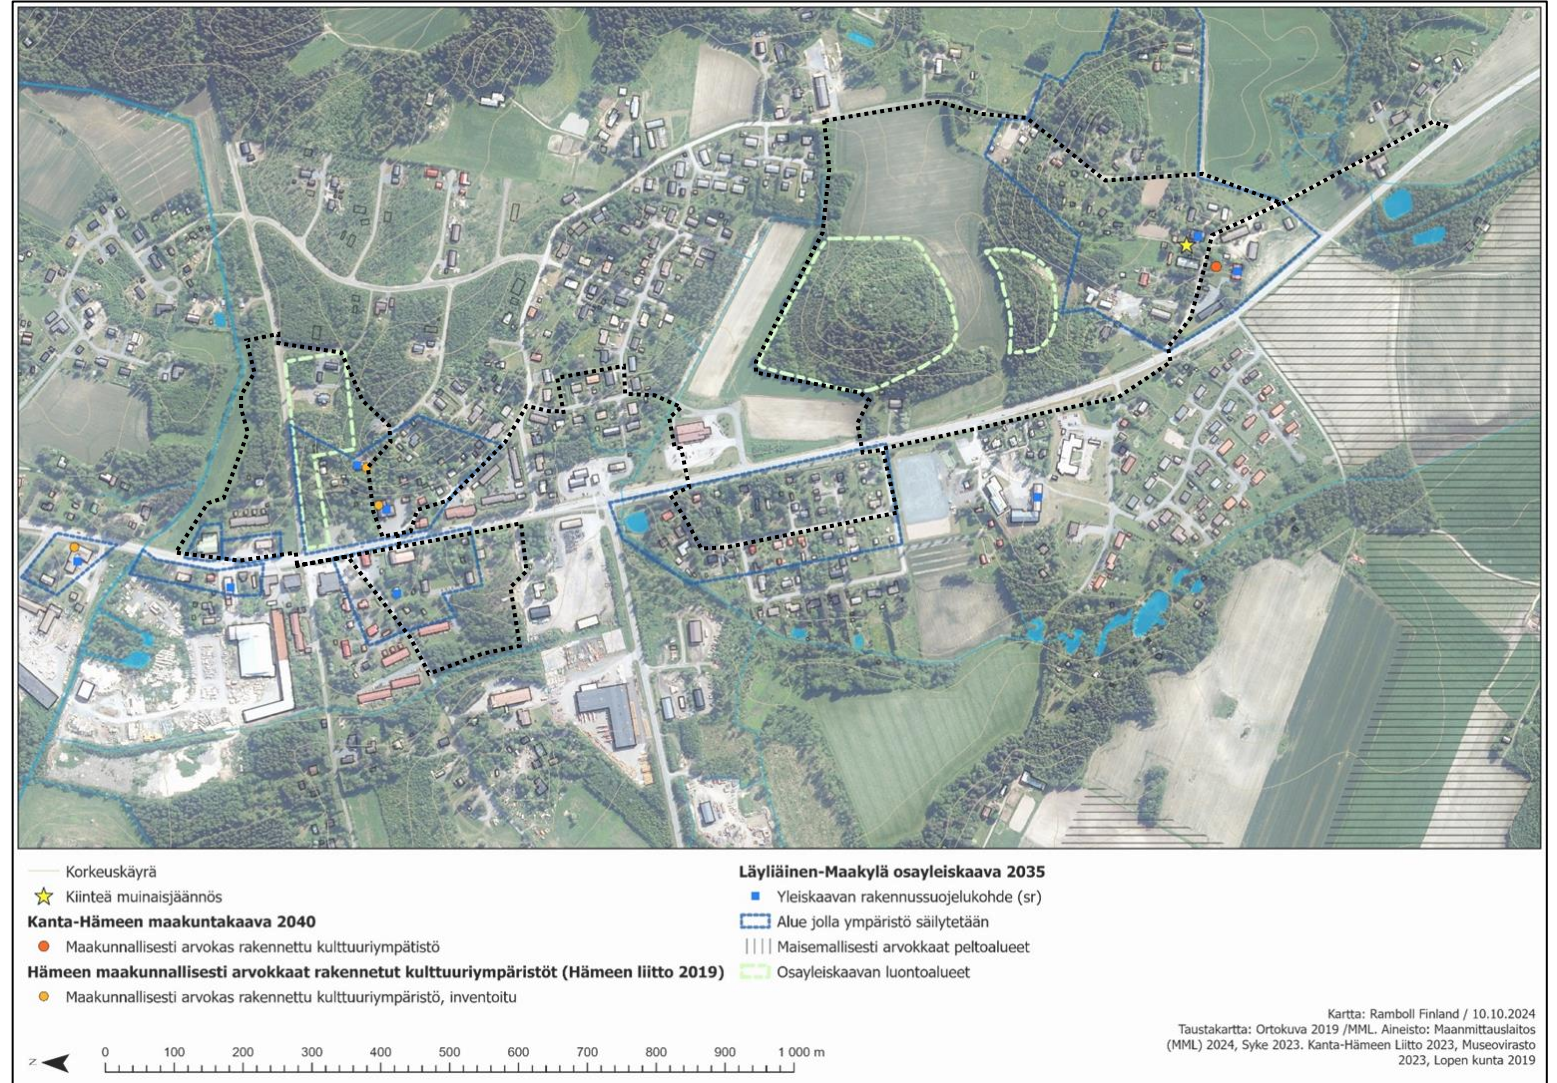 Korkeuskäyrä
Kiinteä muinaisjäännös
Kanta-Hämeen maakuntakaava 2040
Maakunnallisesti arvokas rakennettu kulttuuriympätistö
Hämeen maakunnallisesti arvokkaat rakennetut kulttuuriympäristöt (Hämeen liitto 2019)
Maakunnallisesti arvokas rakennettu kulttuuriympäristö, inventoitu
Läyliäinen-Maakylä osayleiskaava 2035
Yleiskaavan rakennussuojelukohde (sr)
Alue jolla ympäristö säilytetään
Maisemallisesti arvokkaat peltoalueet
Osayleiskaavan luontoalueet
Kartta: Ramboll Finland / 10.10.2024
Taustakartta: Ortokuva 2019 /MML. Aineisto: Maanmittauslaitos
(MML) 2024, Syke 2023. Kanta-Hämeen Liitto 2023, Museovirasto
2023, Lopen kunta 2019
N
0 100 200 300 400 500 600 700 800 900 1 000 m